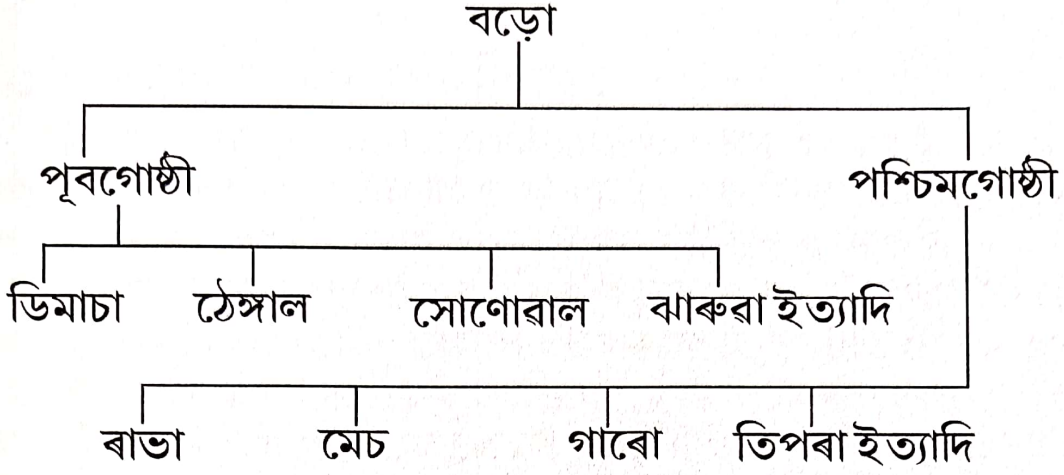 বড়ো
পূবগোষ্ঠী পশ্চিমগোষ্ঠী
ডিমাচা ঠেঙ্গাল সোণোৱাল ঝাৰুৱা ইত্যাদি
ৰাভা মেচ গাৰো তিপৰা ইত্যাদি